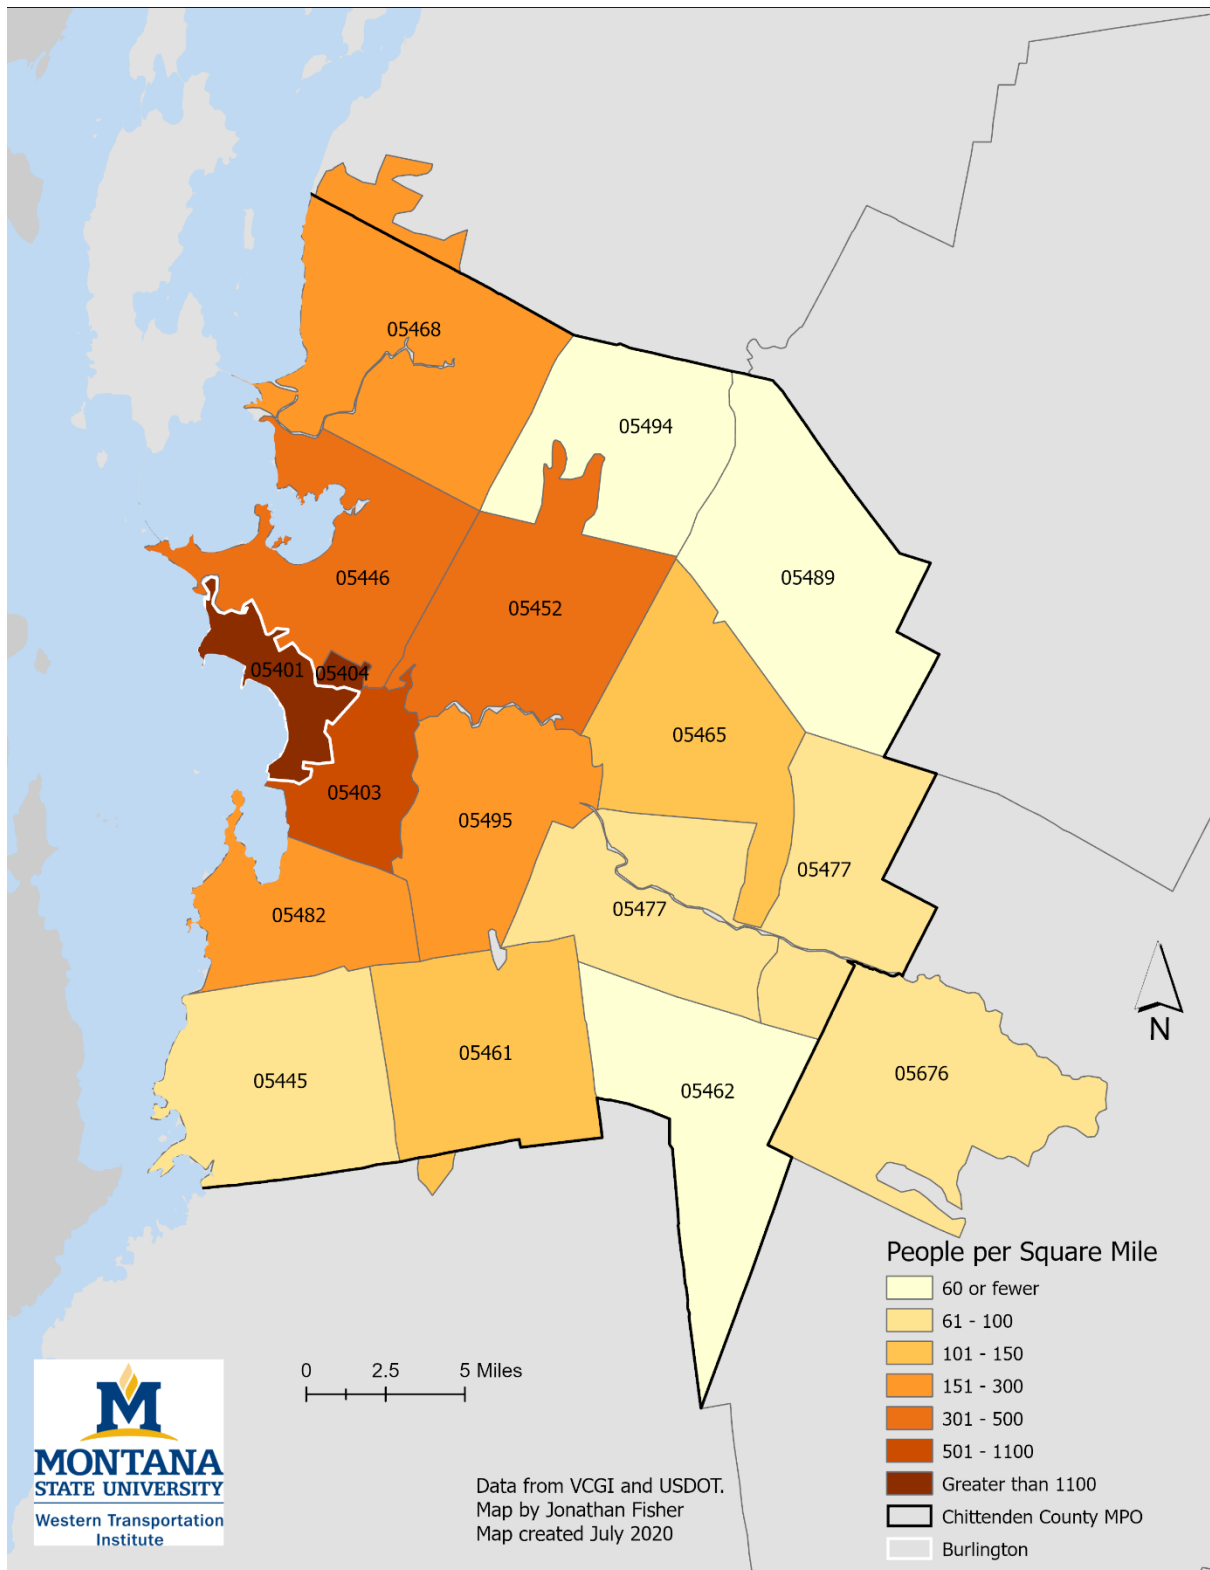 05468
05494
05489
05446
05452
05401
05404
05465
05403
05495
05477
05477
05482
05461
05445
05462
05676
N
People per Square Mile
60 or fewer
61 - 100
101 - 150
151 - 300
301 - 500
501 - 1100
Greater than 1100
Chittenden County MPO
Burlington
0 2.5 5 Miles
M
MONTANA
STATE UNIVERSITY
Western Transportation
Institute
Data from VCGI and USDOT.
Map by Jonathan Fisher
Map created July 2020